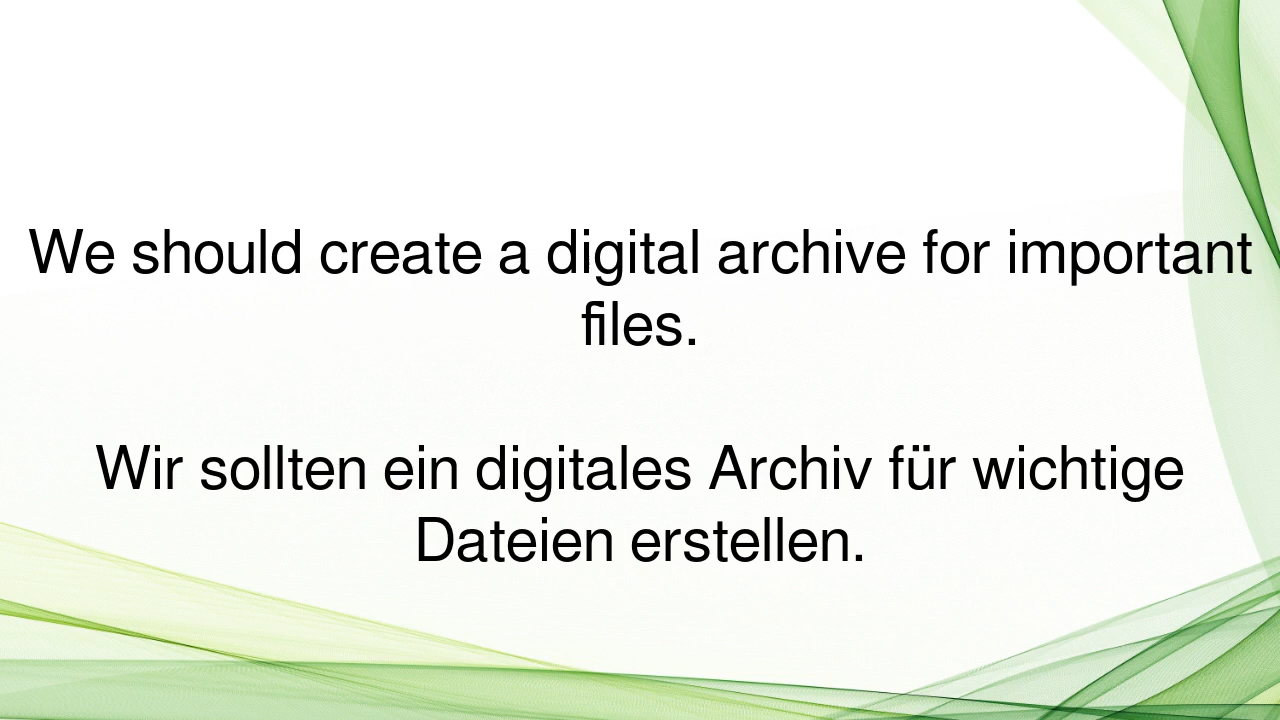 We should create a digital archive for important
files.
Wir sollten ein digitales Archiv für wichtige
Dateien erstellen.